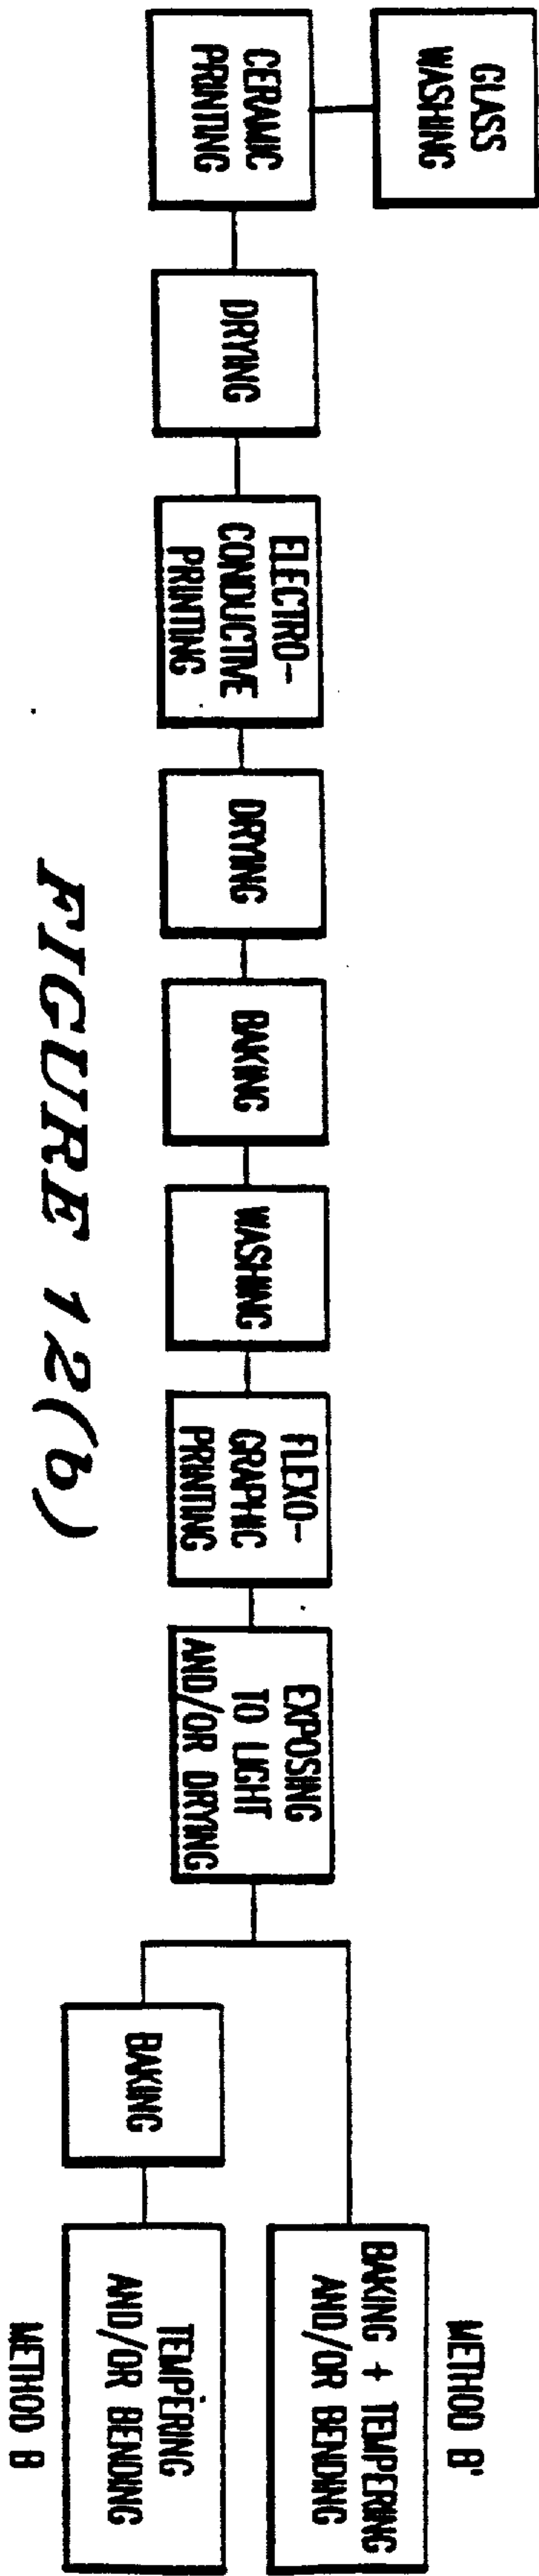 GLASS
WASHING
CERAMIC
PRINTING
DRYING
ELECTRO-
CONDUCTIVE
PRINTING
DRYING
BAKING
WASHING
FLEXO-
GRAPHIC
PRINTING
EXPOSING
TO LIGHT
AND/OR DRYING
METHOD B'
BAKING + TEMPERING
AND/OR BENDING
BAKING
TEMPERING
AND/OR BENDING
METHOD B
FIGURE 12(b)